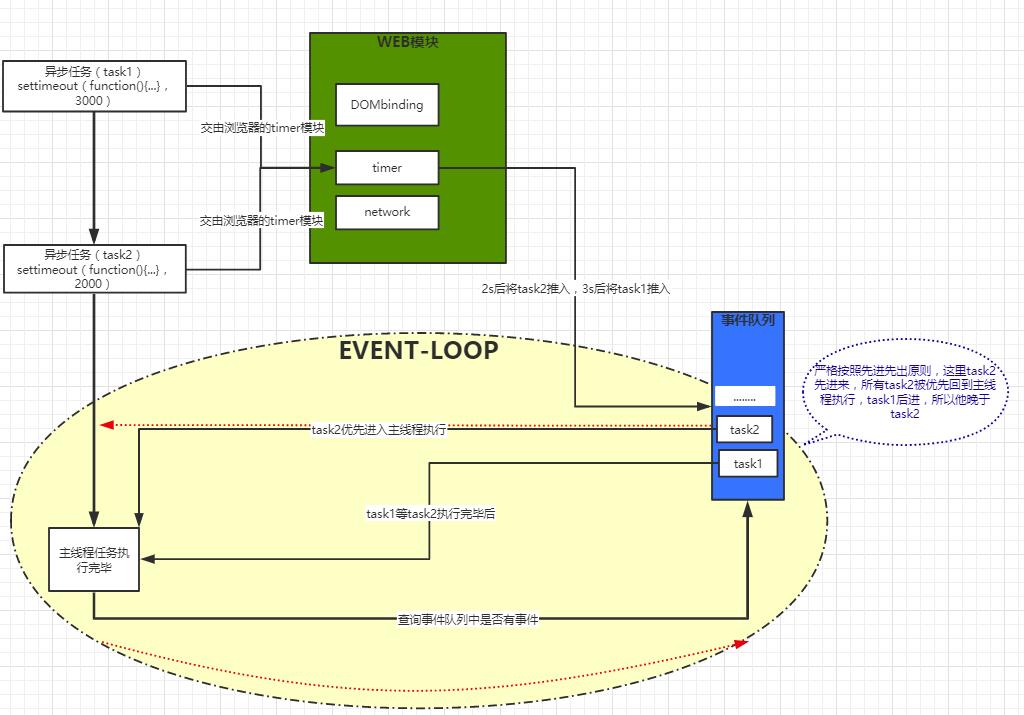 WEB模块
异步任务（task1）
settimeout（function(){...}，
3000）
DOMbinding
交由浏览器的timer模块
timer
network
交由浏览器的timer模块
异步任务（task2）
settimeout（function(){...}，
2000）
2s后将task2推入，3s后将task1推入
事件队列
EVENT-LOOP
严格按照先进先出原则，这里task2
先进来，所有task2被优先回到主线
程执行，task1后进，所以他晚于
task2
........
task2优先进入主线程执行
task2
task1
task1等task2执行完毕后
主线程任务执
行完毕
查询事件队列中是否有事件